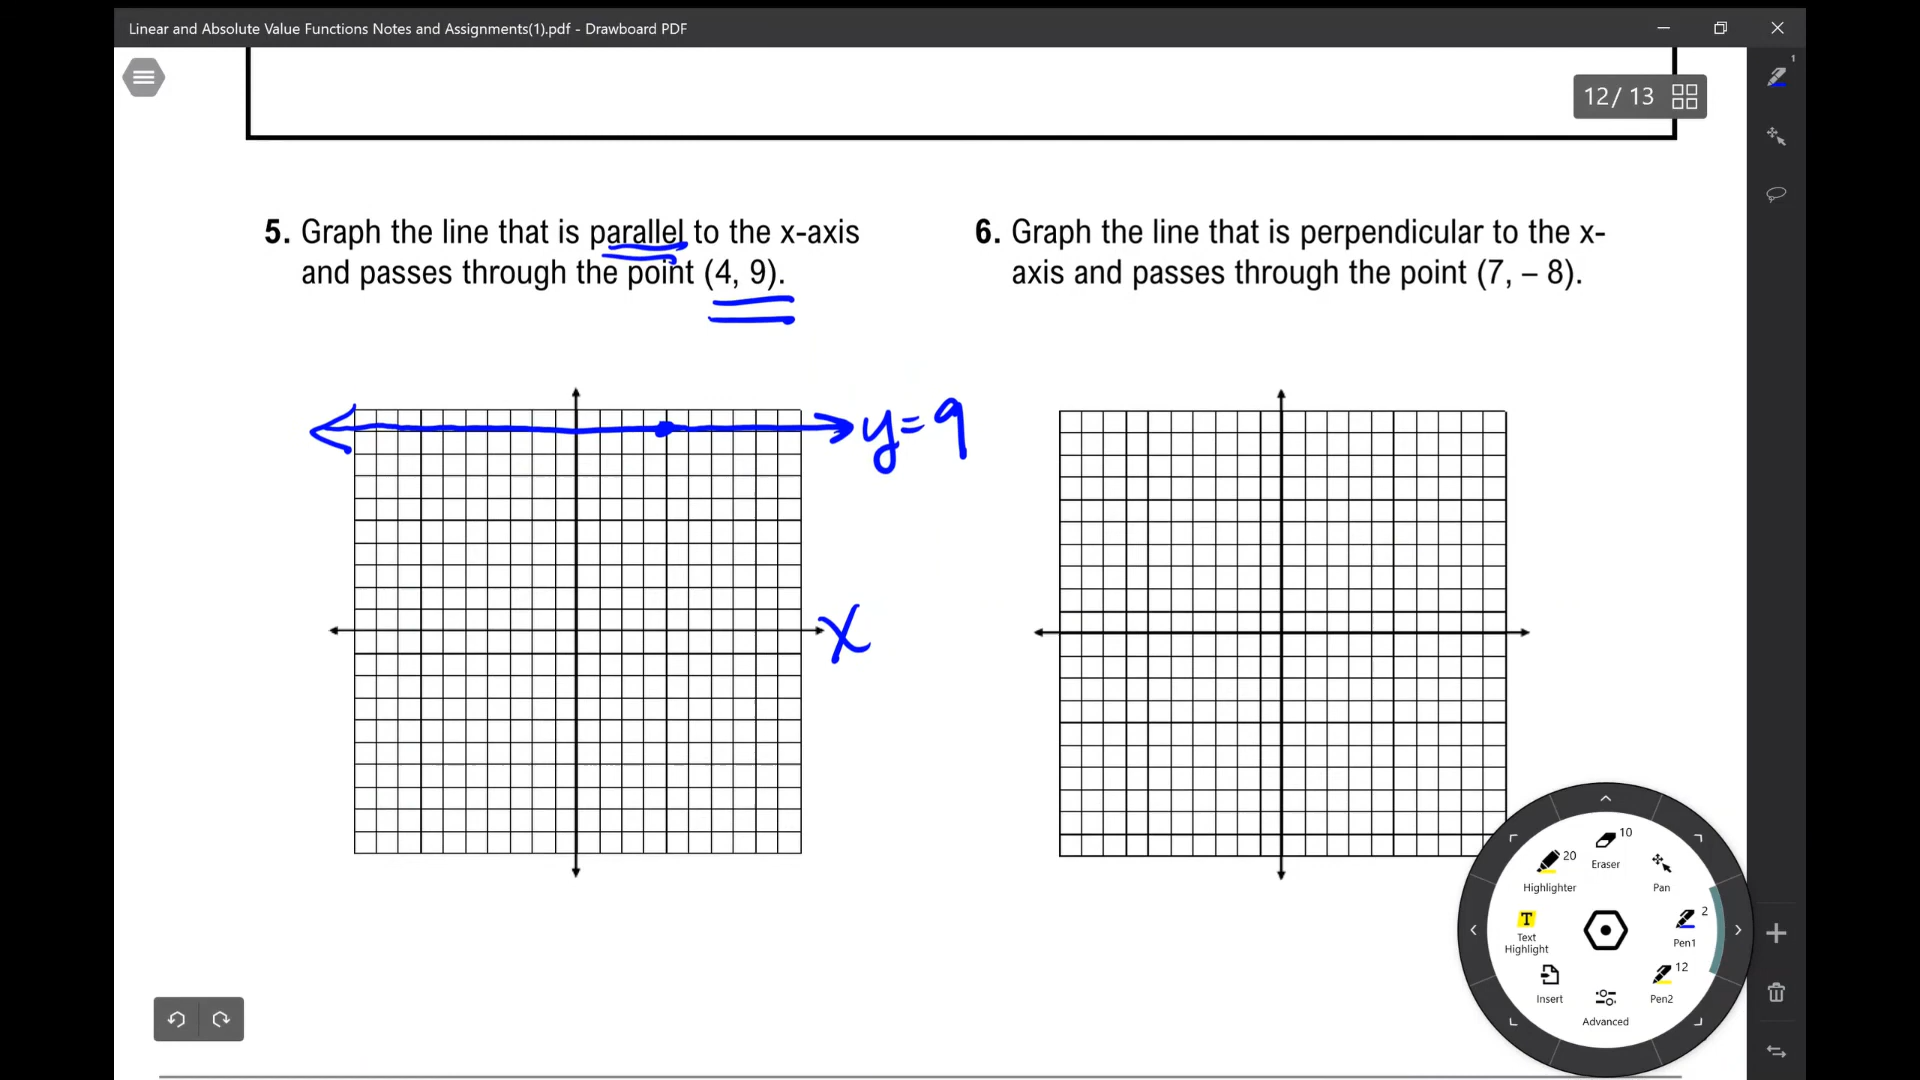 Linear and Absolute Value Functions Notes and Assignments(1).pdf - Drawboard PDF
1
12/ 13
5. Graph the line that is parallel to the x-axis
and passes through the point (4, 9).
6. Graph the line that is perpendicular to the x-
axis and passes through the point (7, – 8).
y=9
x
10
Eraser
20
Highlighter
Pan
T
Text
Highlight
2
Pen1
Insert
12
Pen2
Advanced